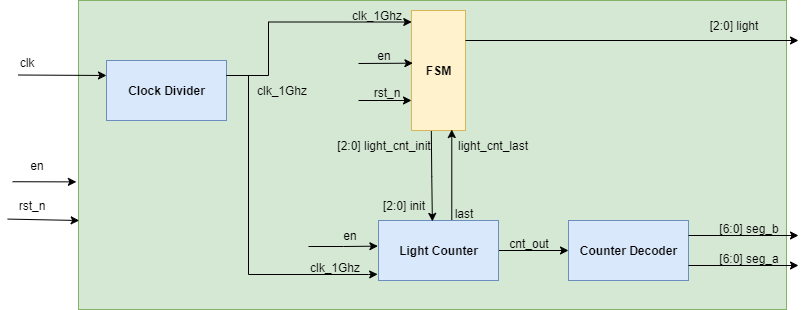 clk_1Ghz
[2:0] light
clk
en
FSM
Clock Divider
clk_1Ghz
rst_n
[2:0] light_cnt_init
light_cnt_last
en
rst_n
[2:0] init
last
en
Light Counter
cnt_out
Counter Decoder
[6:0] seg_b
[6:0] seg_a
clk_1Ghz